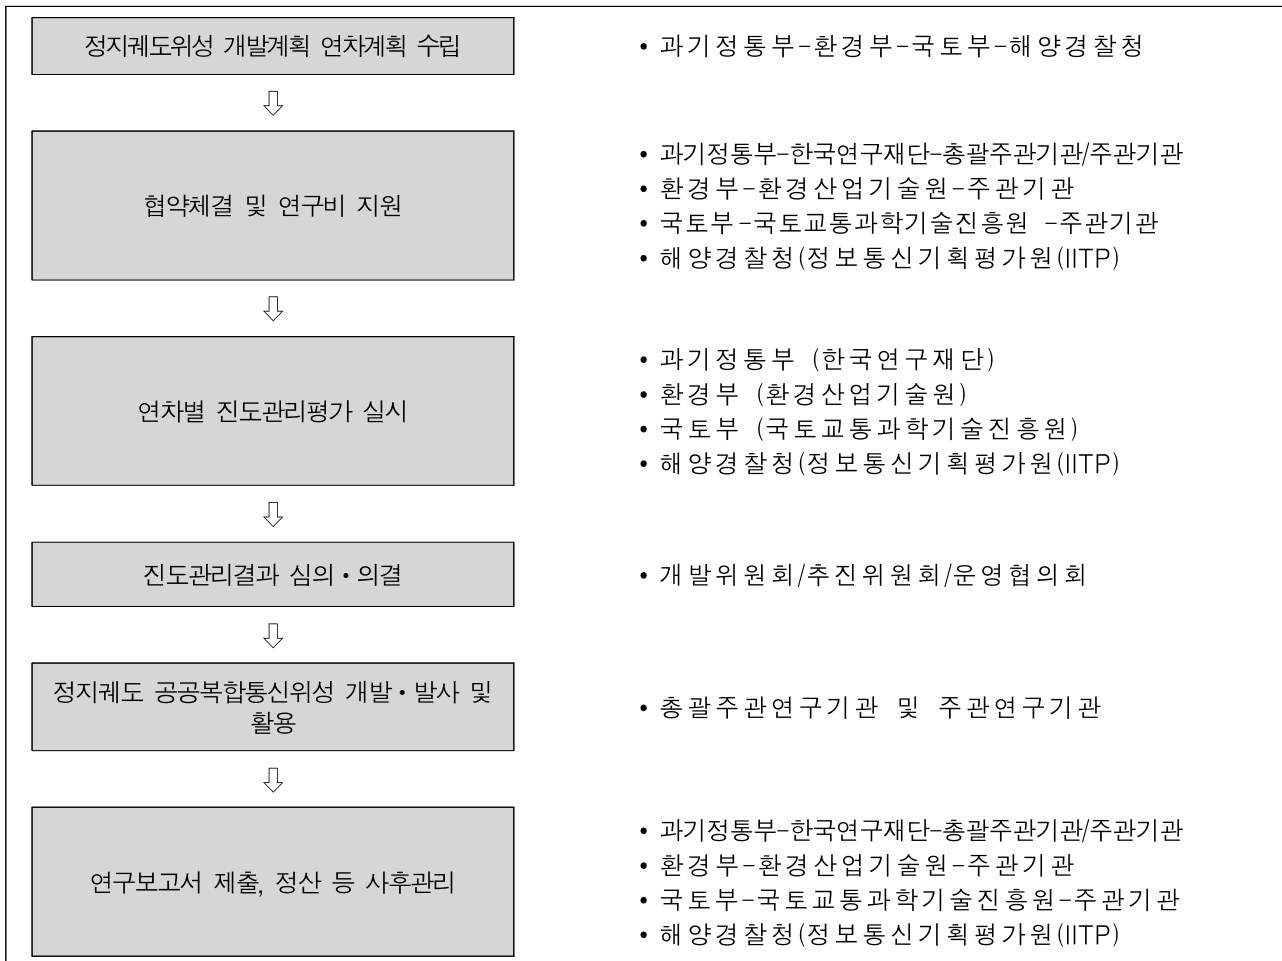 정지궤도위성 개발계획 연차계획 수립
• 과기정통부-환경부-국토부-해양경찰청
협약체결 및 연구비 지원
• 과기정통부-한국연구재단-총괄주관기관/주관기관
• 환경부-환경산업기술원-주관기관
• 국토부-국토교통과학기술진흥원 -주관기관
• 해양경찰청(정보통신기획평가원(IITP)
연차별 진도관리평가 실시
• 과기정통부 (한국연구재단)
• 환경부 (환경산업기술원)
• 국토부 (국토교통과학기술진흥원)
• 해양경찰청(정보통신기획평가원(IITP)
진도관리결과 심의•의결
• 개발위원회/추진위원회/운영협의회
정지궤도 공공복합통신위성 개발•발사 및
활용
• 총괄주관연구기관 및 주관연구기관
연구보고서 제출, 정산 등 사후관리
• 과기정통부-한국연구재단-총괄주관기관/주관기관
• 환경부-환경산업기술원-주관기관
• 국토부-국토교통과학기술진흥원-주관기관
• 해양경찰청(정보통신기획평가원(IITP)